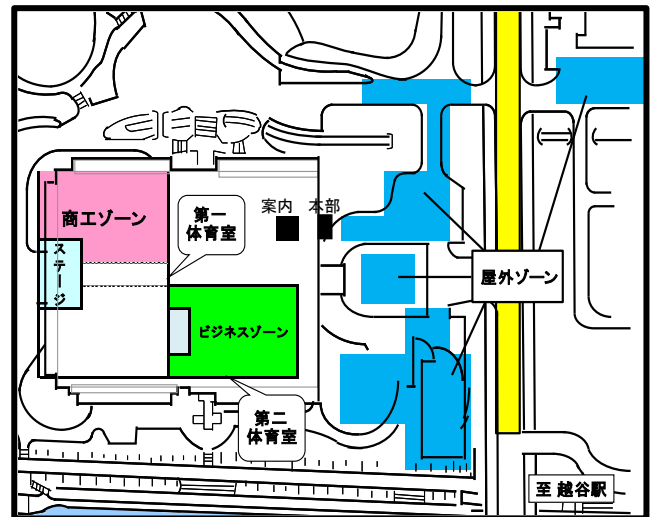 商工ゾーン
第一
体育室
案内
本部
ステージ
屋外ゾーン
ビジネスゾーン
第二
体育室
至 越谷駅